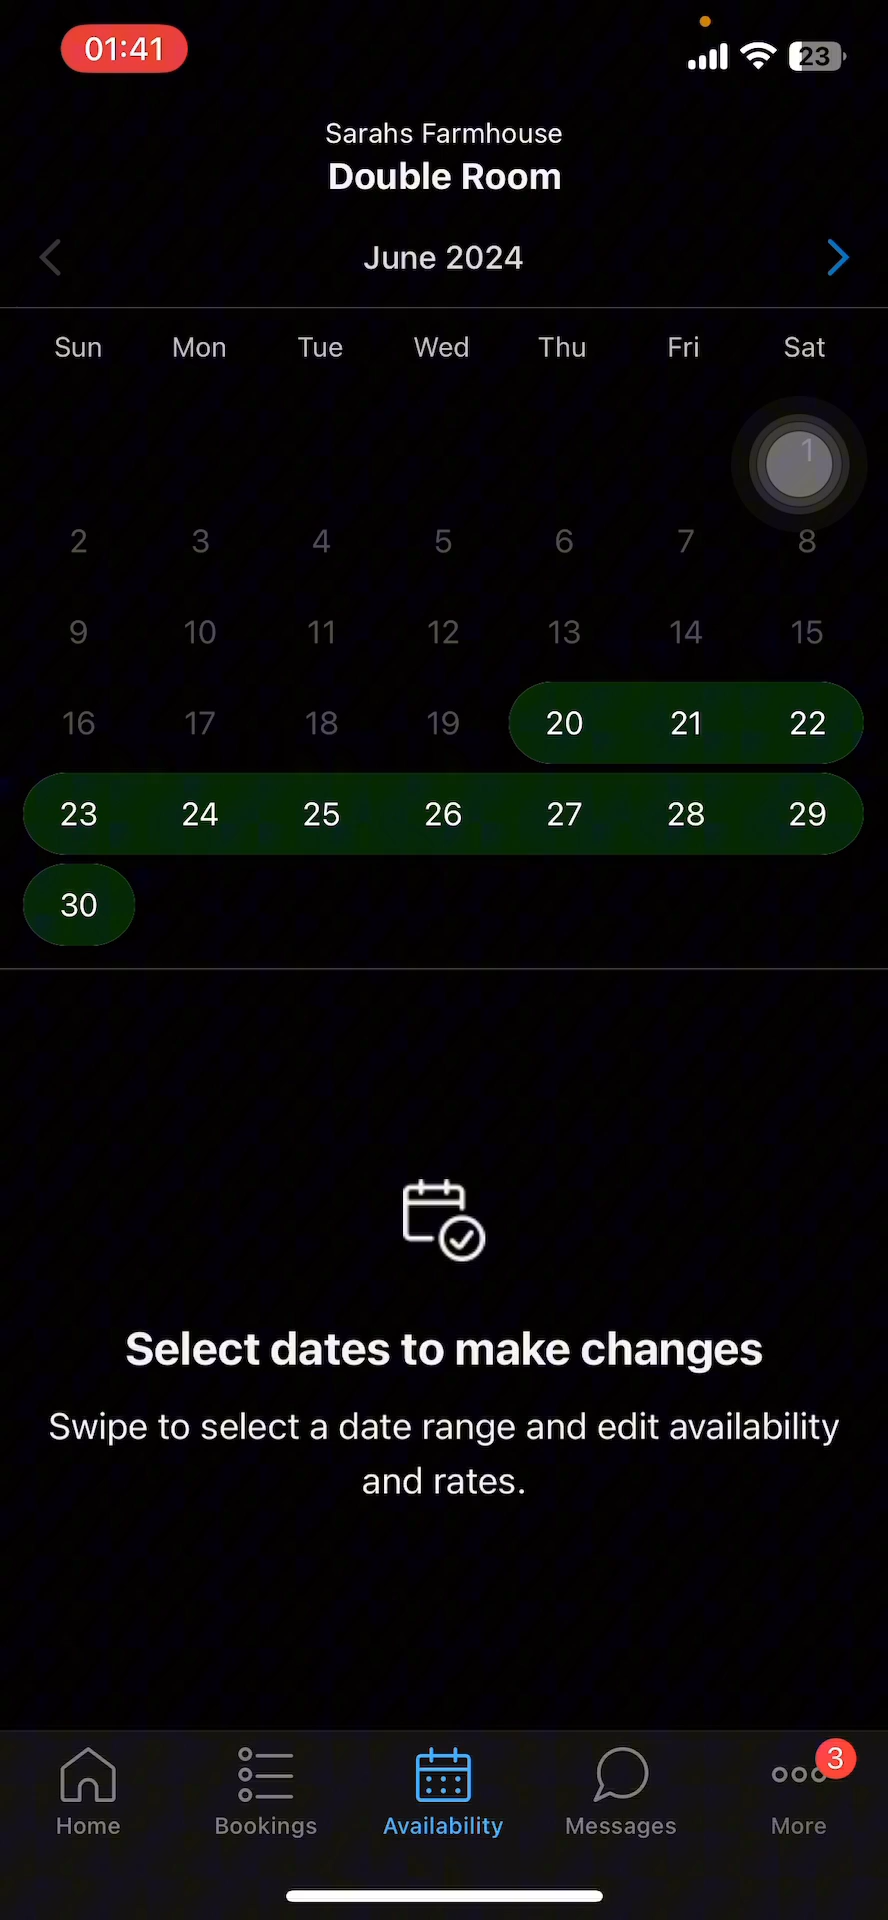 01:41
23
Sarahs Farmhouse
Double Room
June 2024
Sun Mon Tue Wed Thu Fri Sat
1
2 3 4 5 6 7 8
9 10 11 12 13 14 15
16 17 18 19 20 21 22
23 24 25 26 27 28 29
30
Select dates to make changes
Swipe to select a date range and edit availability
and rates.
3
Home Bookings Availability Messages More